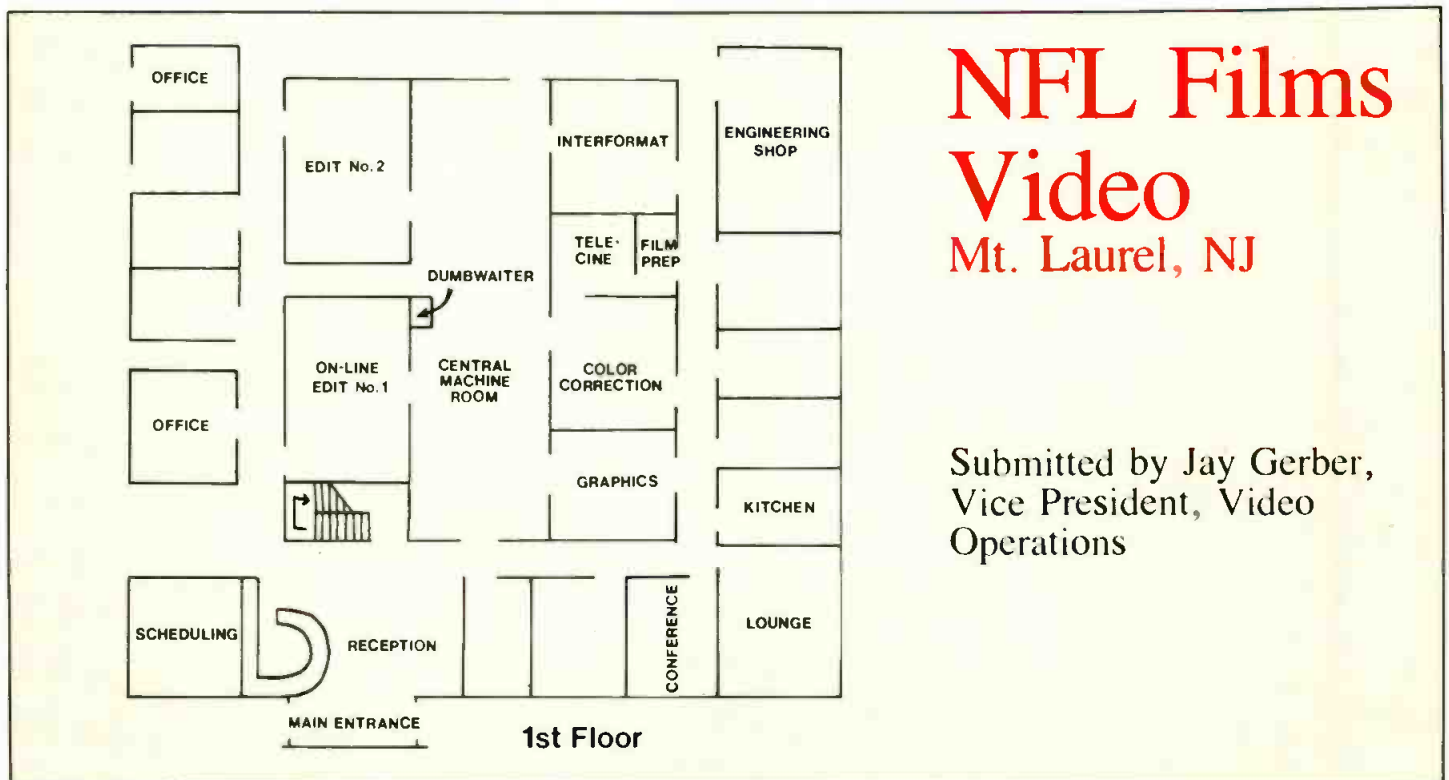 NFL Films
Video
Mt. Laurel, NJ
Submitted by Jay Gerber,
Vice President, Video
Operations
OFFICE
EDIT No. 2
INTERFORMAT
ENGINEERING
SHOP
TELE-
CINE
FILM
PREP
DUMBWAITER
ON-LINE
EDIT No. 1
CENTRAL
MACHINE
ROOM
COLOR
CORRECTION
OFFICE
GRAPHICS
KITCHEN
SCHEDULING
RECEPTION
CONFERENCE
LOUNGE
MAIN ENTRANCE
1st Floor